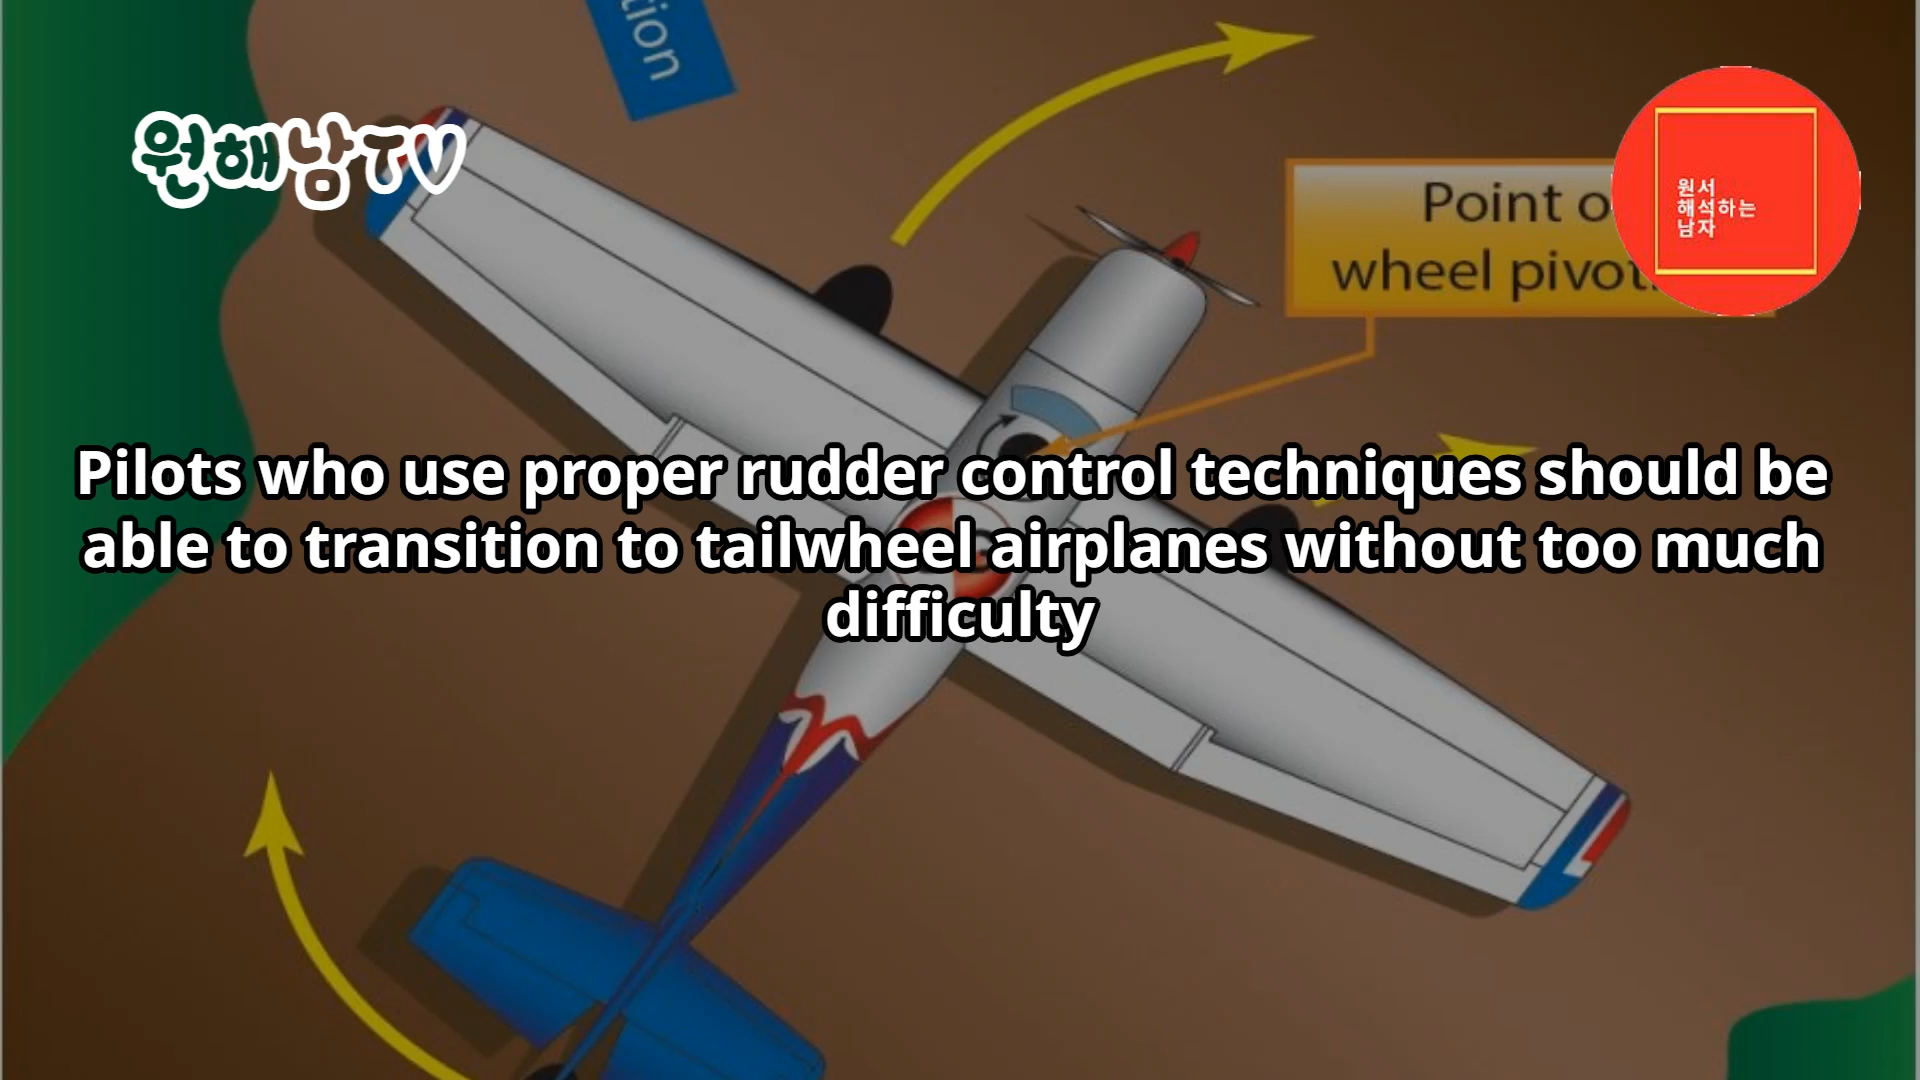 tion
원해남TV
Point o
wheel pivot
원서
해석하는
남자
Pilots who use proper rudder control techniques should be
able to transition to tailwheel airplanes without too much
difficulty